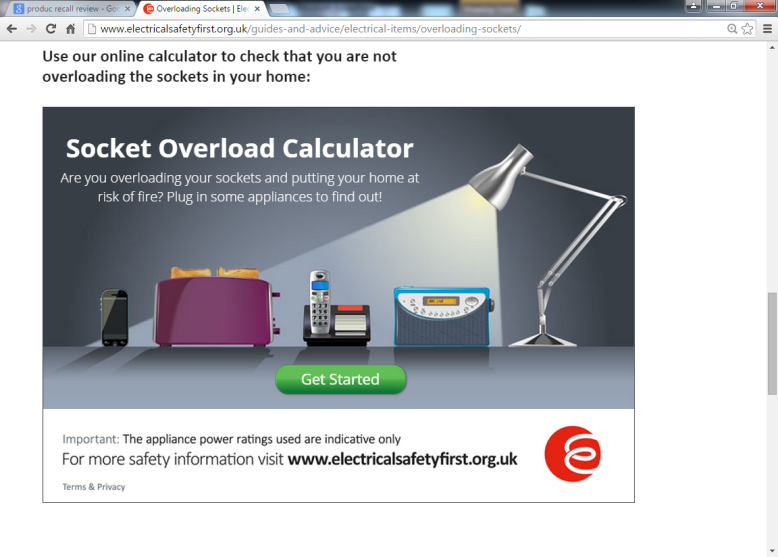 produc recall review - Goo
Overloading Sockets | Elec
www.electricalsafetyfirst.org.uk/guides-and-advice/electrical-items/overloading-sockets/
Use our online calculator to check that you are not
overloading the sockets in your home:
Socket Overload Calculator
Are you overloading your sockets and putting your home at
risk of fire? Plug in some appliances to find out!
Get Started
Important: The appliance power ratings used are indicative only
For more safety information visit www.electricalsafetyfirst.org.uk
Terms & Privacy